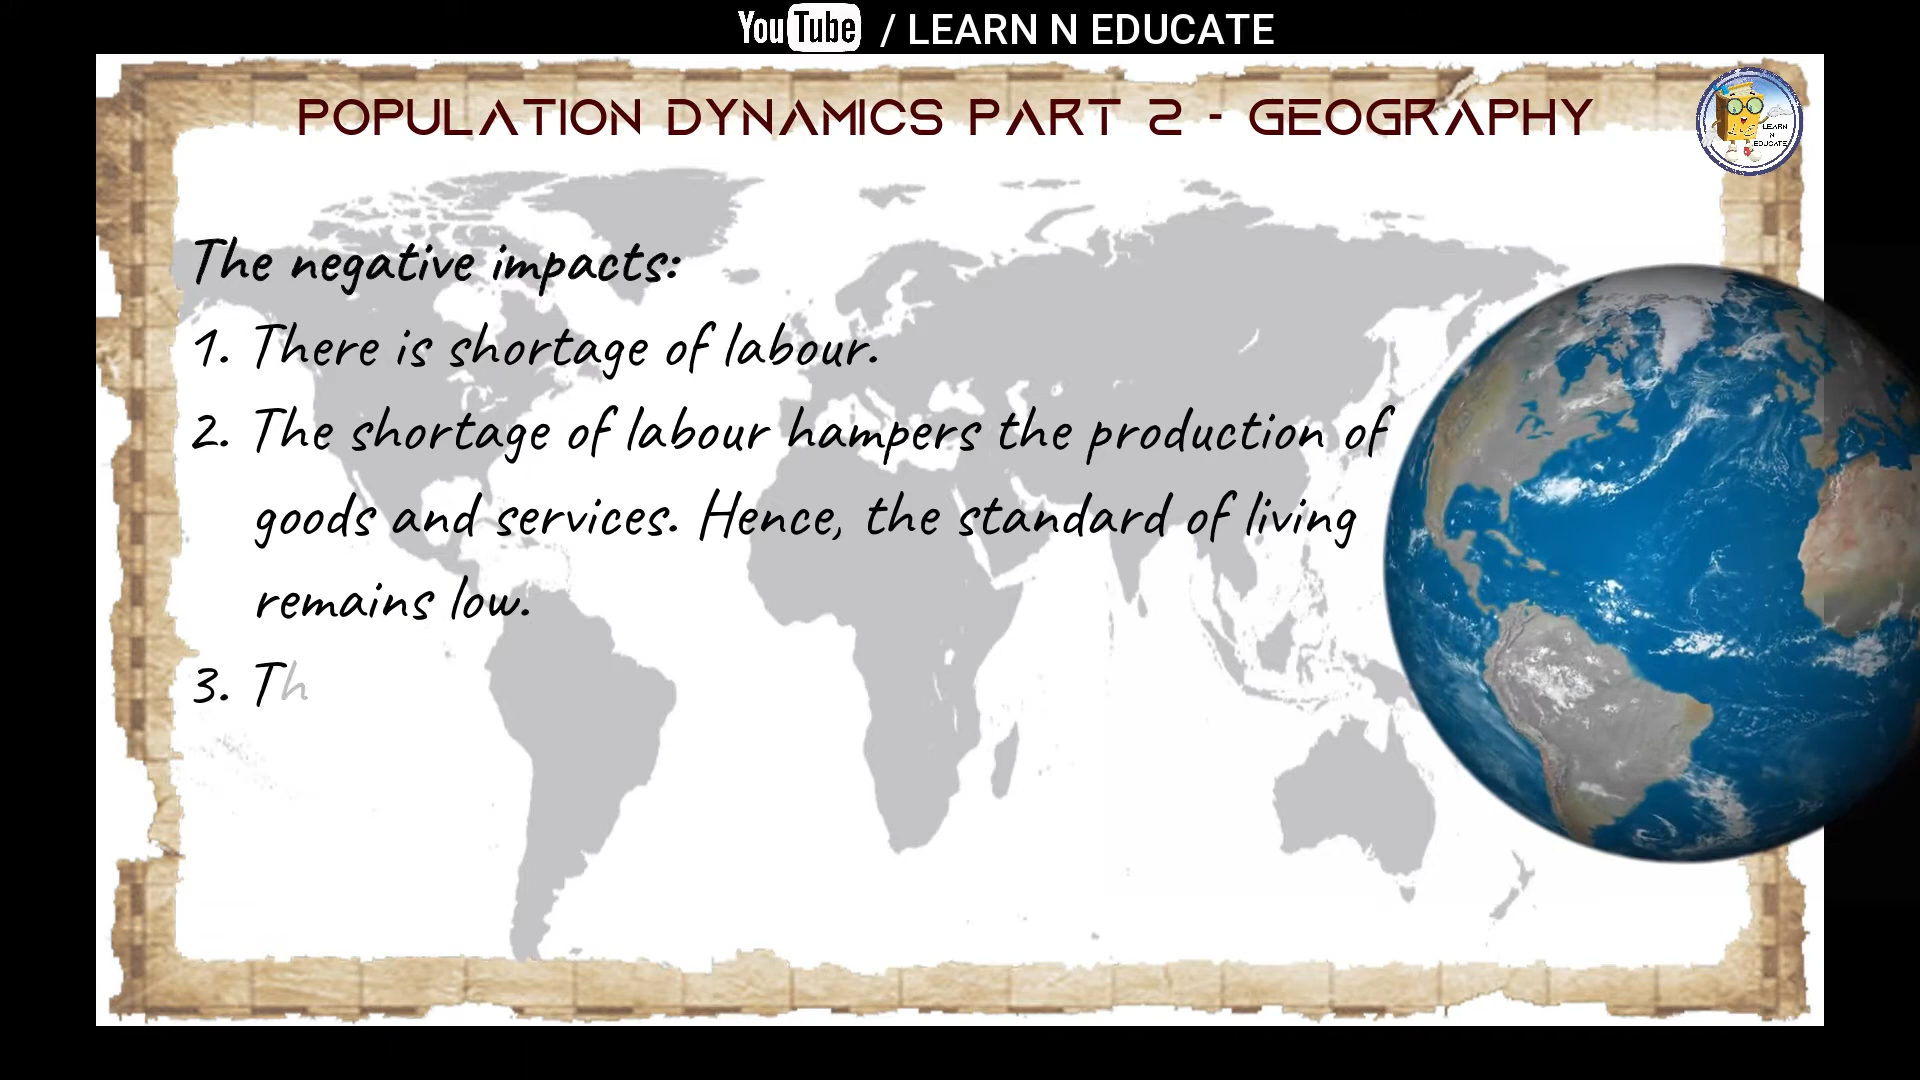 YouTube / LEARN N EDUCATE
POPULATION DYNAMICS PART 2 - GEOGRAPHY
LEARN
N
EDUCATE
The negative impacts:
1. There is shortage of labour.
2. The shortage of labour hampers the production of
goods and services. Hence, the standard of living
remains low.
3. Th